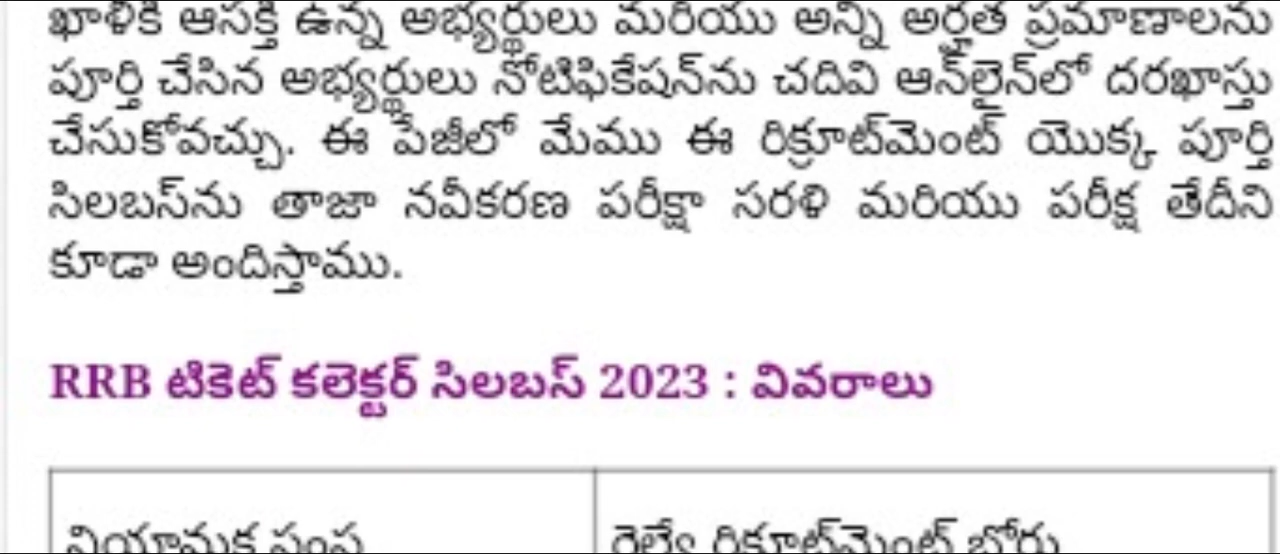 ఖాళీకి ఆసక్తి ఉన్న అభ్యర్థులు మరియు అన్ని అర్హత ప్రమాణాలను
పూర్తి చేసిన అభ్యర్థులు నోటిఫికేషన్‌ను చదివి ఆన్‌లైన్‌లో దరఖాస్తు
చేసుకోవచ్చు. ఈ పేజీలో మేము ఈ రిక్రూట్‌మెంట్ యొక్క పూర్తి
సిలబస్‌ను తాజా నవీకరణ పరీక్షా సరళి మరియు పరీక్ష తేదీని
కూడా అందిస్తాము.
RRB టికెట్ కలెక్టర్ సిలబస్ 2023 : వివరాలు
నియామక సంస్థ
రైల్వే రిక్రూట్‌మెంట్ బోర్డు